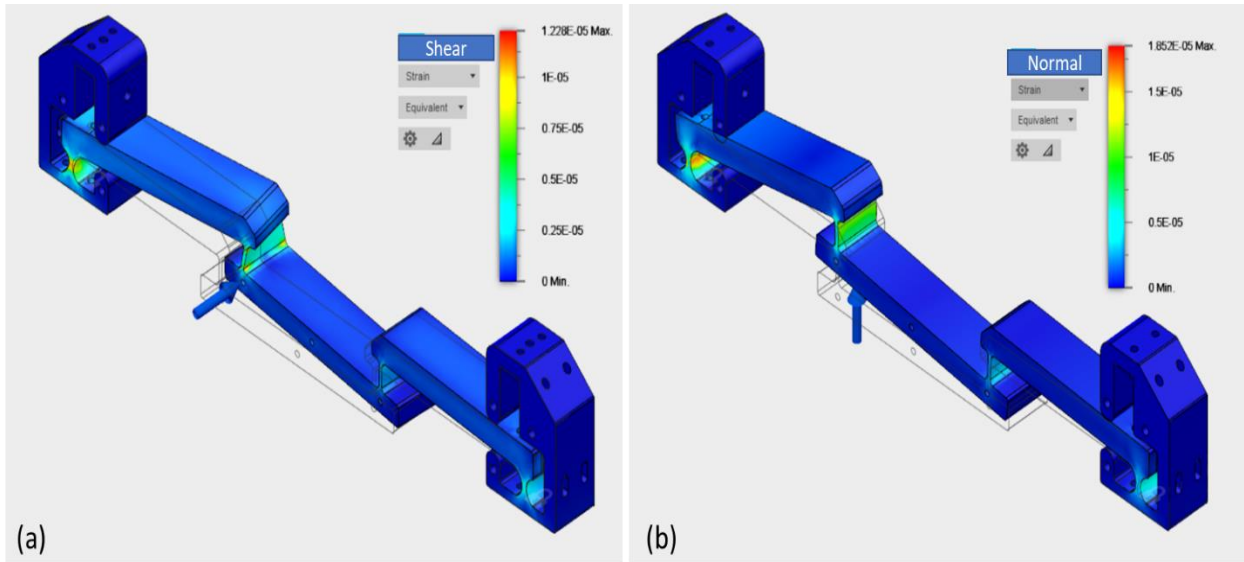 Shear
Strain
Equivalent
1.228E-05 Max.
1E-05
0.75E-05
0.5E-05
0.25E-05
0 Min.
(a)
Normal
Strain
Equivalent
1.852E-05 Max.
1.5E-05
1E-05
0.5E-05
0 Min.
(b)